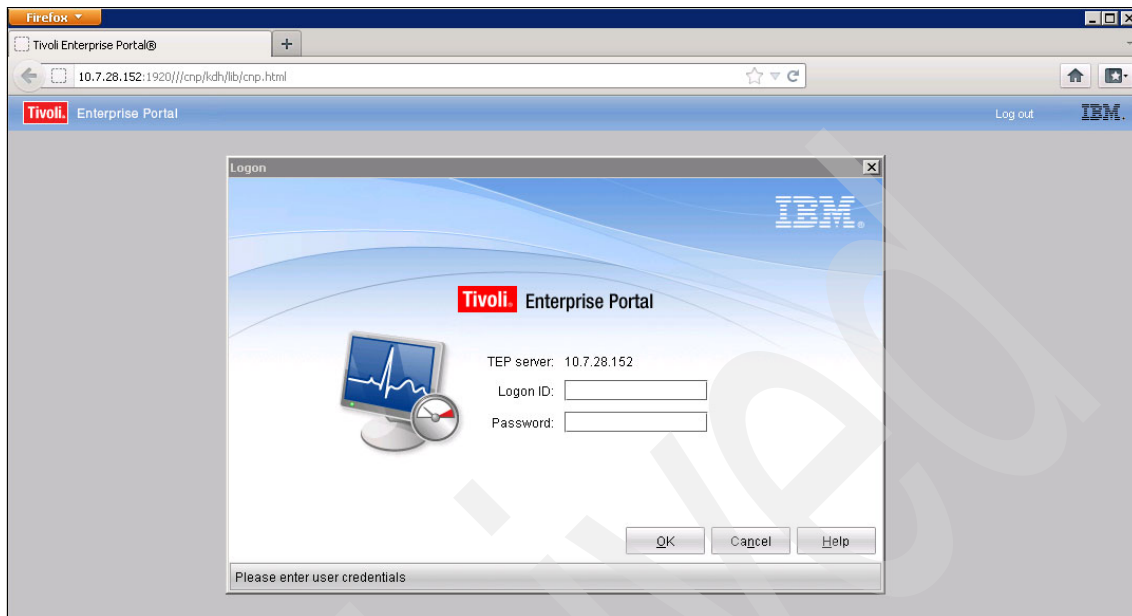 Firefox
Tivoli Enterprise Portal®
10.7.28.152:1920///cnp/kdh/lib/cnp.html
Tivoli. Enterprise Portal Log out IBM.
Logon
IBM.
Tivoli. Enterprise Portal
TEP server: 10.7.28.152
Logon ID:
Password:
OK Cancel Help
Please enter user credentials